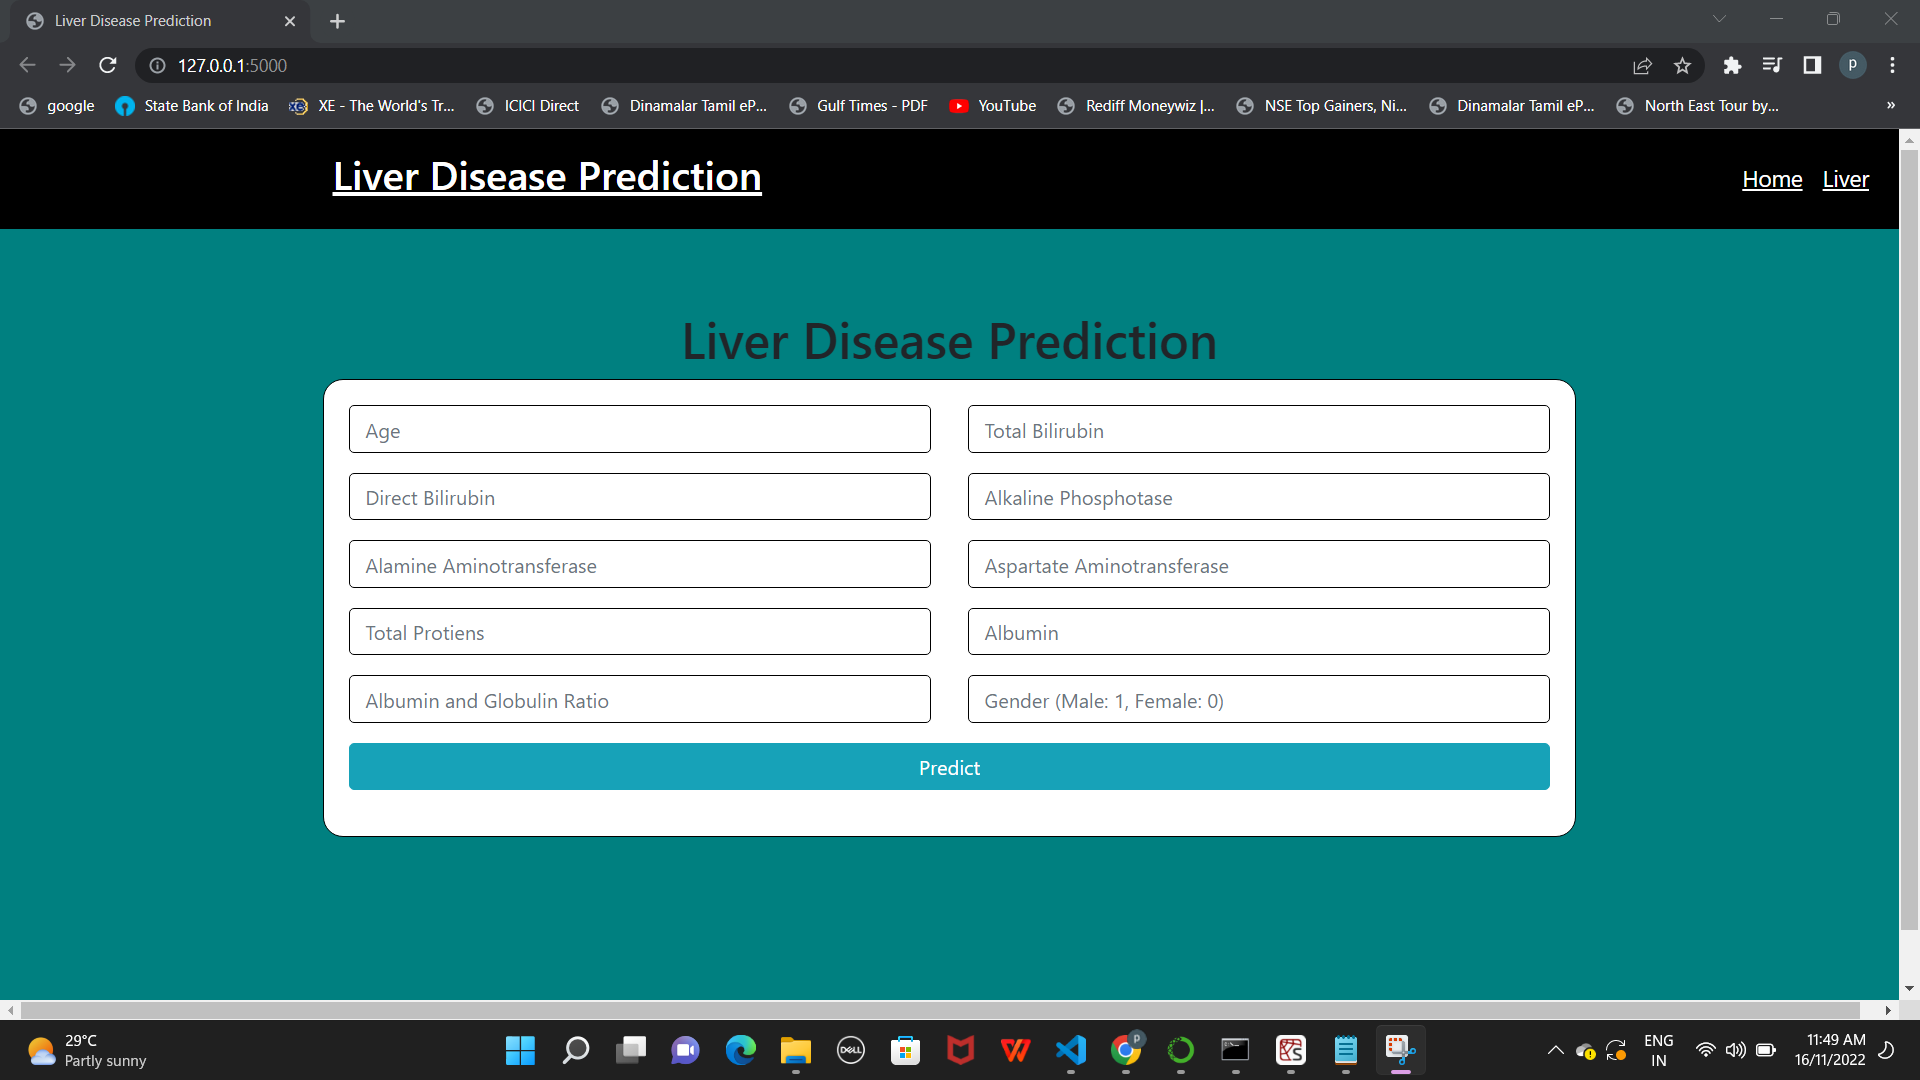 Liver Disease Prediction
127.0.0.1:5000
google State Bank of India XE - The World's Tr... ICICI Direct Dinamalar Tamil eP... Gulf Times - PDF YouTube Rediff Moneywiz |... NSE Top Gainers, Ni... Dinamalar Tamil eP... North East Tour by... »
Liver Disease Prediction Home Liver
Liver Disease Prediction
Age Total Bilirubin
Direct Bilirubin Alkaline Phosphotase
Alamine Aminotransferase Aspartate Aminotransferase
Total Protiens Albumin
Albumin and Globulin Ratio Gender (Male: 1, Female: 0)
Predict
29°C
Partly sunny
DELL
P
ENG
IN
11:49 AM
16/11/2022